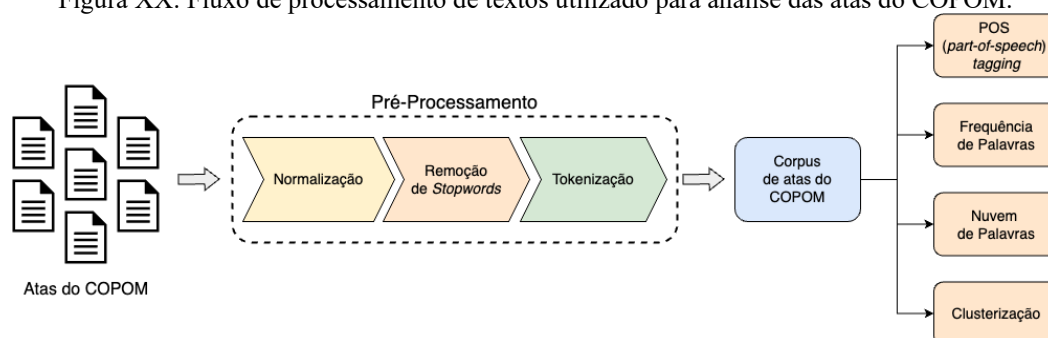 Figura XX. Fluxo de processamento de textos utilizado para análise das atas do COPOM.
Pré-Processamento
Normalização
Remoção
de Stopwords
Tokenização
Atas do COPOM
Corpus
de atas do
COPOM
POS
(part-of-speech)
tagging
Frequência
de Palavras
Nuvem
de Palavras
Clusterização